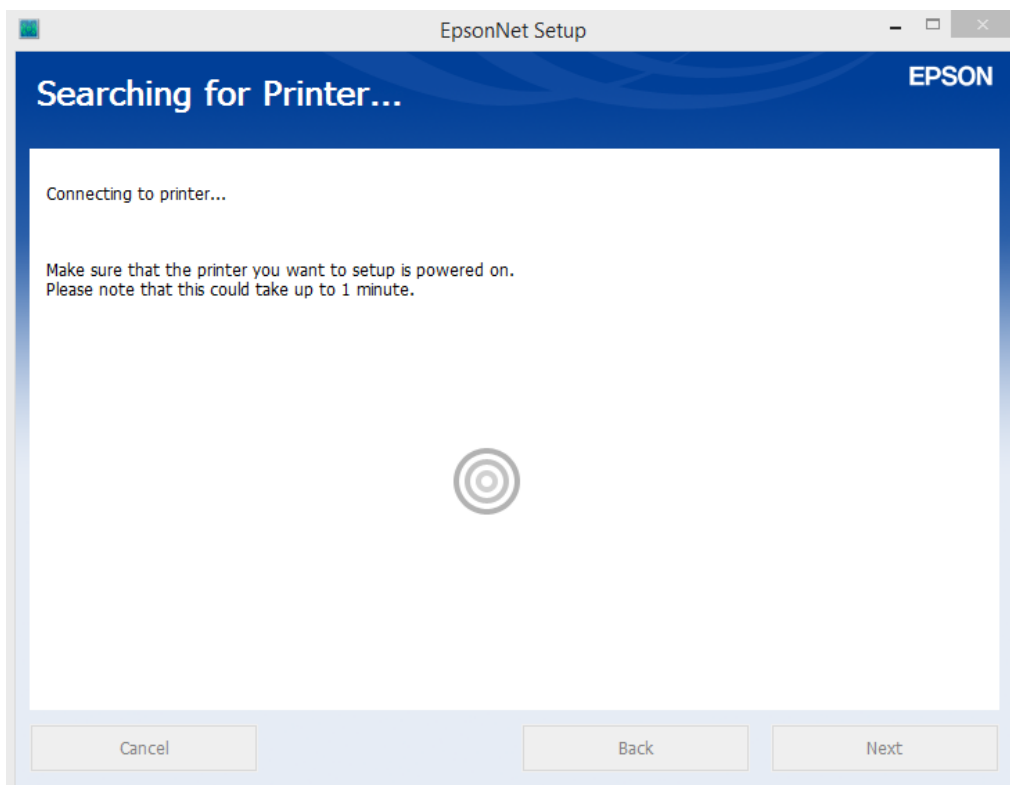 EpsonNet Setup
Searching for Printer...
EPSON
Connecting to printer...
Make sure that the printer you want to setup is powered on.
Please note that this could take up to 1 minute.
Cancel
Back
Next